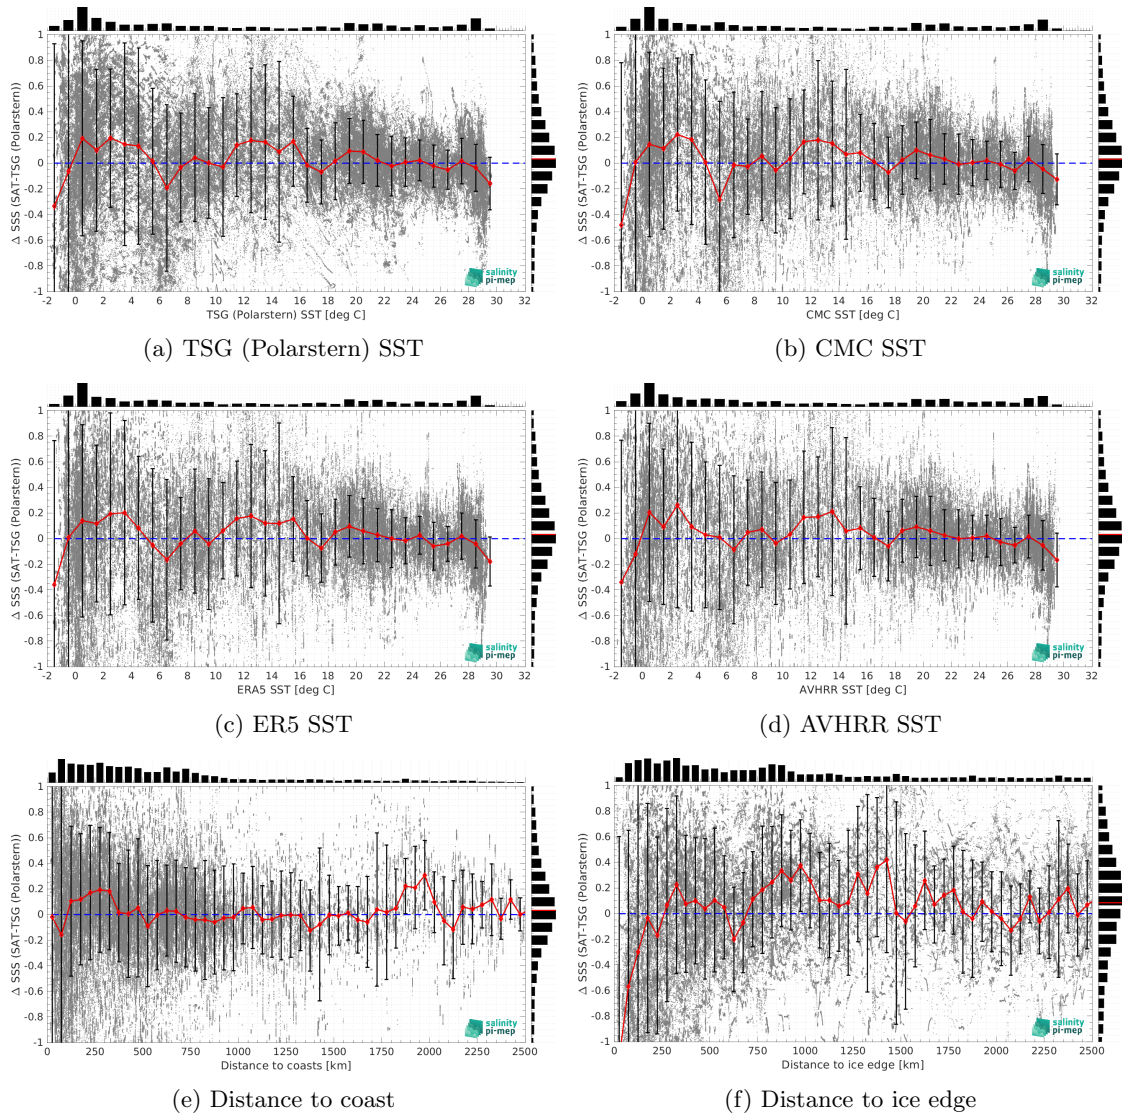 1
0.8
0.6
0.4
0.2
0
-0.2
-0.4
-0.6
-0.8
-1
Δ SSS (SAT-TSG (Polarstern))
salinity
pi-mep
-2 0 2 4 6 8 10 12 14 16 18 20 22 24 26 28 30 32
TSG (Polarstern) SST [deg C]
(a) TSG (Polarstern) SST
1
0.8
0.6
0.4
0.2
0
-0.2
-0.4
-0.6
-0.8
-1
Δ SSS (SAT-TSG (Polarstern))
salinity
pi-mep
-2 0 2 4 6 8 10 12 14 16 18 20 22 24 26 28 30 32
CMC SST [deg C]
(b) CMC SST
1
0.8
0.6
0.4
0.2
0
-0.2
-0.4
-0.6
-0.8
-1
Δ SSS (SAT-TSG (Polarstern))
salinity
pi-mep
-2 0 2 4 6 8 10 12 14 16 18 20 22 24 26 28 30 32
ERA5 SST [deg C]
(c) ER5 SST
1
0.8
0.6
0.4
0.2
0
-0.2
-0.4
-0.6
-0.8
-1
Δ SSS (SAT-TSG (Polarstern))
salinity
pi-mep
-2 0 2 4 6 8 10 12 14 16 18 20 22 24 26 28 30 32
AVHRR SST [deg C]
(d) AVHRR SST
1
0.8
0.6
0.4
0.2
0
-0.2
-0.4
-0.6
-0.8
-1
Δ SSS (SAT-TSG (Polarstern))
salinity
pi-mep
0 250 500 750 1000 1250 1500 1750 2000 2250 2500
Distance to coasts [km]
(e) Distance to coast
1
0.8
0.6
0.4
0.2
0
-0.2
-0.4
-0.6
-0.8
-1
Δ SSS (SAT-TSG (Polarstern))
salinity
pi-mep
0 250 500 750 1000 1250 1500 1750 2000 2250 2500
Distance to ice edge [km]
(f) Distance to ice edge